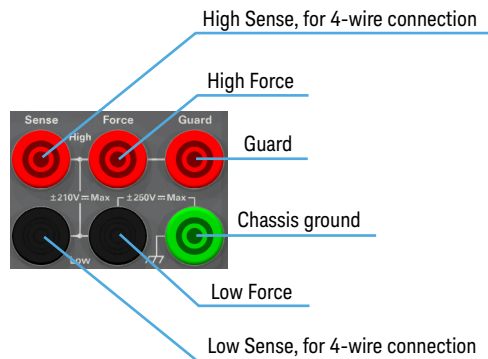 High Sense, for 4-wire connection
High Force
Sense Force Guard
High
Guard
±210V⎓Max ±250V⎓Max
Chassis ground
Low
Low Force
Low Sense, for 4-wire connection